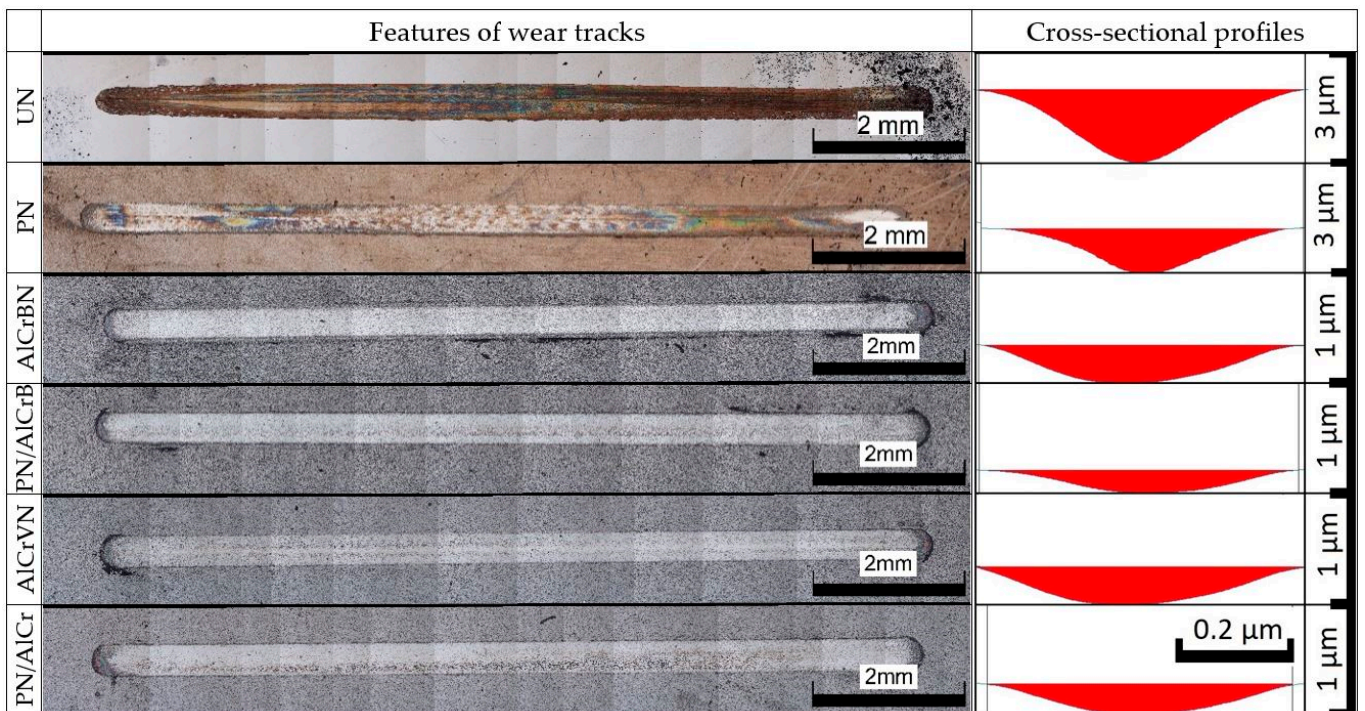 Features of wear tracks
Cross-sectional profiles
UN
2 mm
3 µm
PN
2 mm
3 µm
AlCrBN
2mm
1 µm
PN/AlCrB
2mm
1 µm
AlCrVN
2mm
1 µm
PN/AlCr
2mm
0.2 µm
1 µm